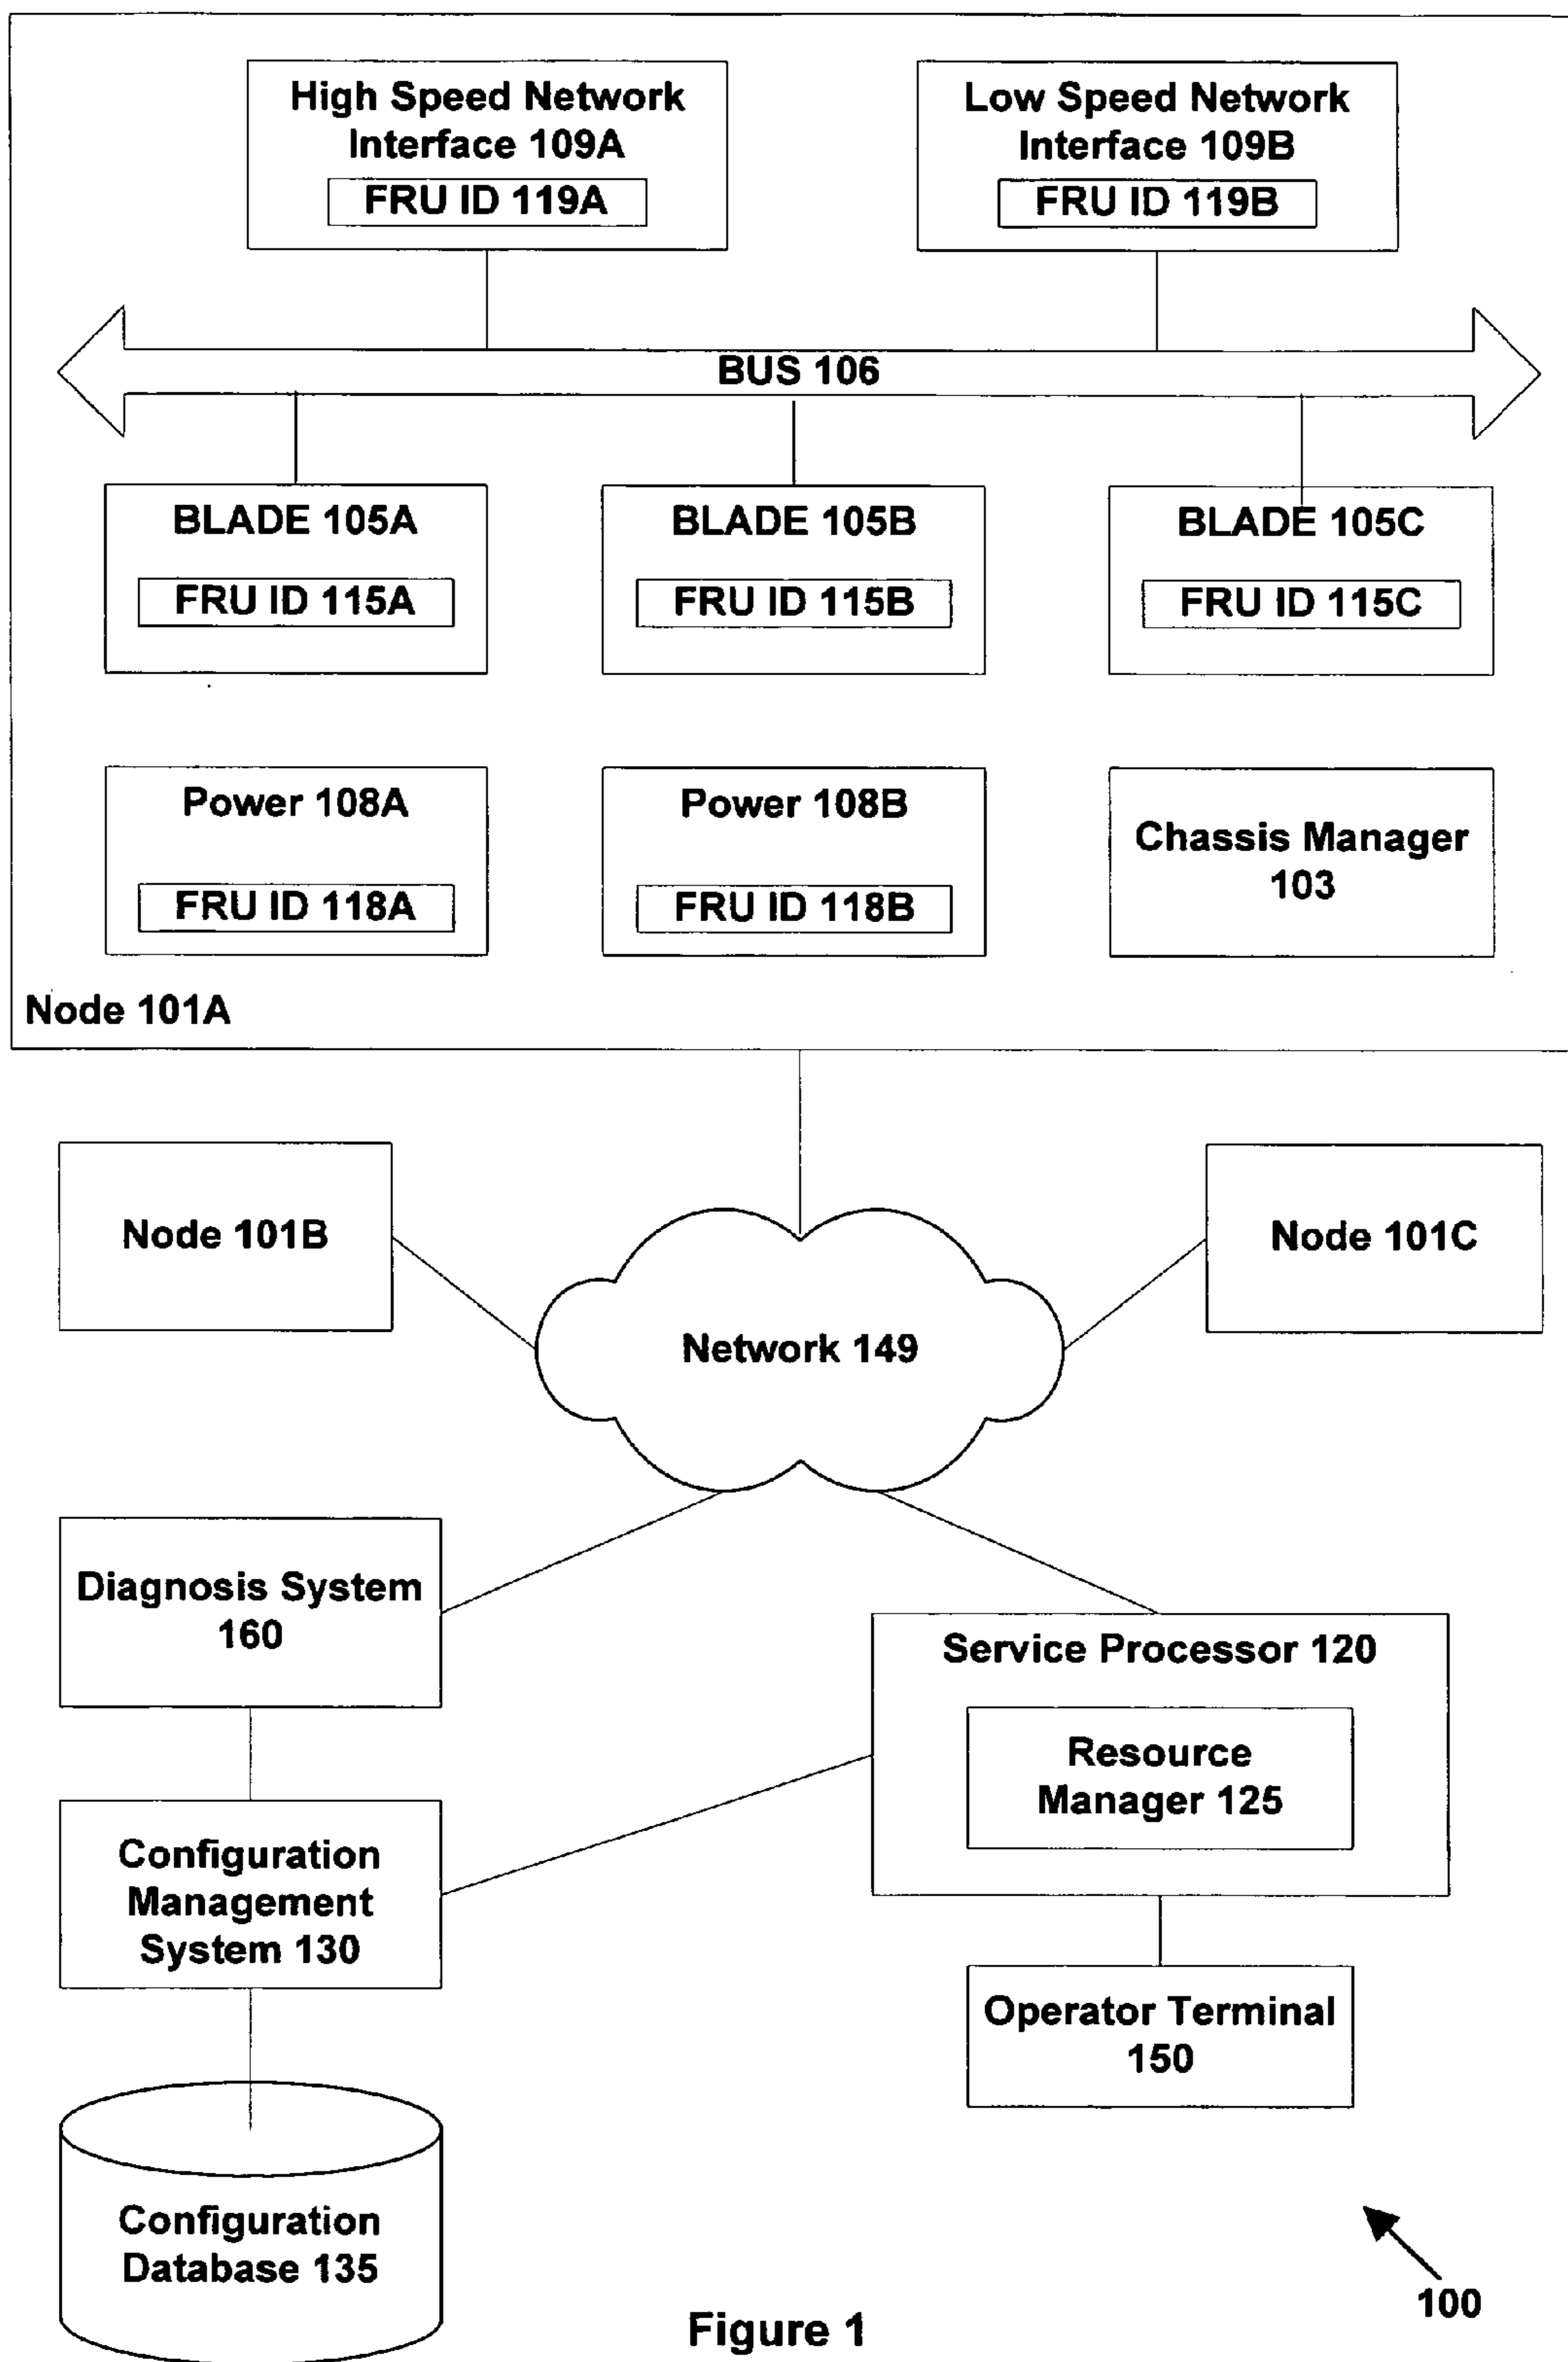 High Speed Network
Interface 109A
FRU ID 119A
Low Speed Network
Interface 109B
FRU ID 119B
BUS 106
BLADE 105A
FRU ID 115A
BLADE 105B
FRU ID 115B
BLADE 105C
FRU ID 115C
Power 108A
FRU ID 118A
Power 108B
FRU ID 118B
Chassis Manager
103
Node 101A
Node 101B
Network 149
Node 101C
Diagnosis System
160
Service Processor 120
Resource
Manager 125
Configuration
Management
System 130
Operator Terminal
150
Configuration
Database 135
100
Figure 1